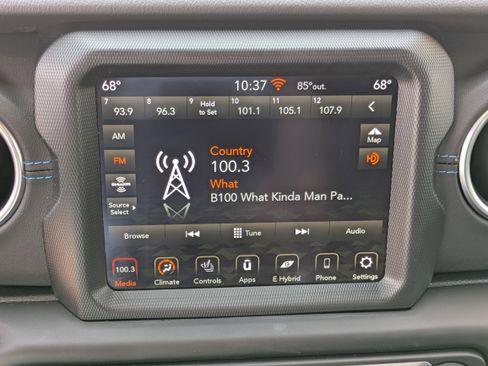 68° 10:37 85°out. 68°
7 93.9 8 96.3 9 Hold to Set 10 101.1 11 105.1 12 107.9
AM
Map
FM
HD
SiriusXM
Source Select
Country
100.3
What
B100 What Kinda Man Pa...
Browse Tune Audio
100.3
Media Climate Controls Apps E Hybrid Phone Settings